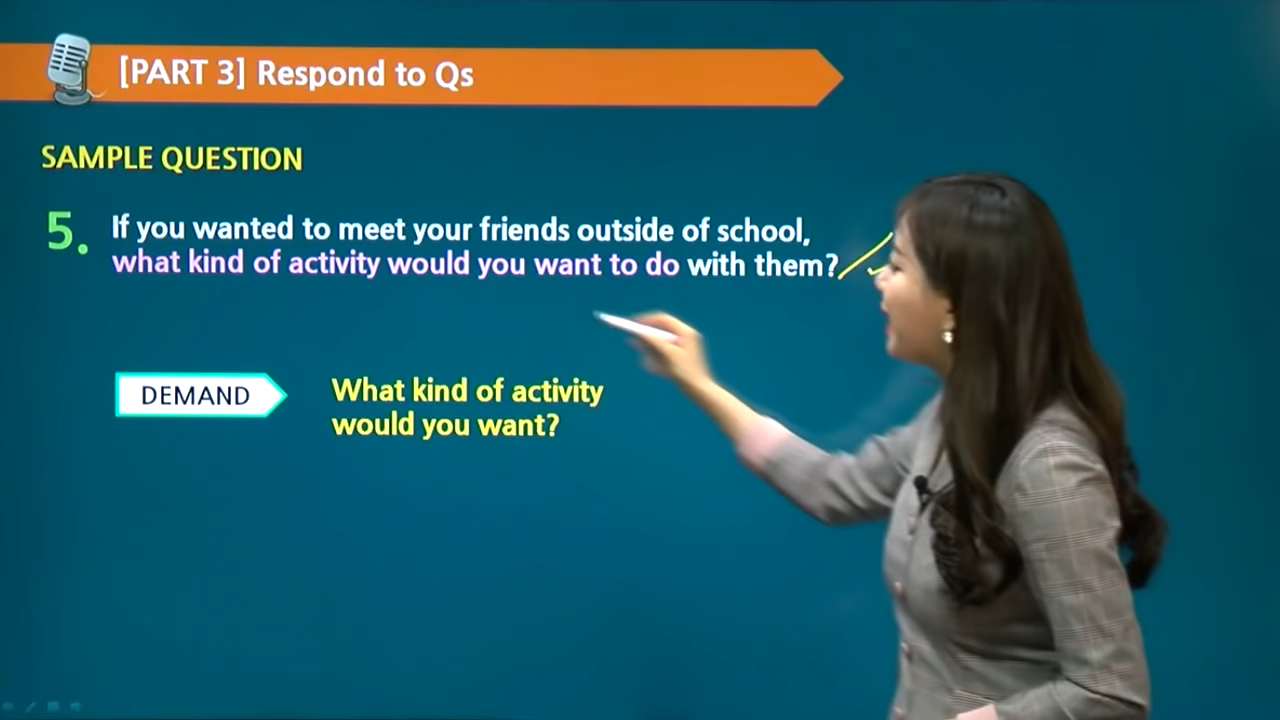 [PART 3] Respond to Qs
SAMPLE QUESTION
5. If you wanted to meet your friends outside of school,
what kind of activity would you want to do with them?
DEMAND
What kind of activity
would you want?